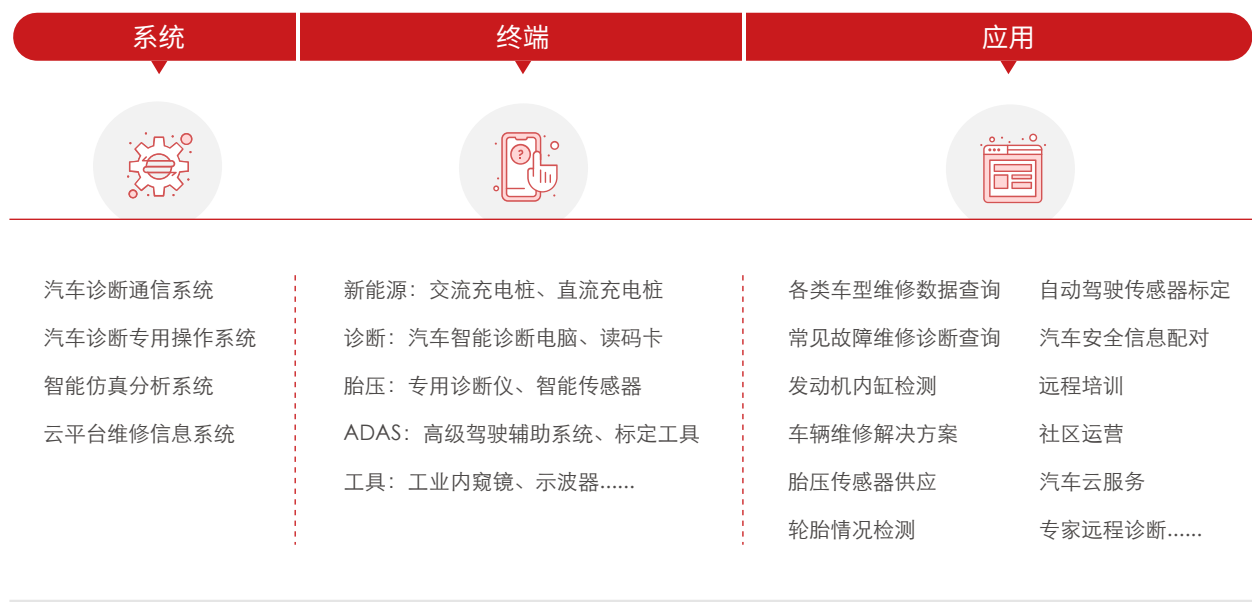 系统
终端
应用
?
汽车诊断通信系统
汽车诊断专用操作系统
智能仿真分析系统
云平台维修信息系统
新能源：交流充电桩、直流充电桩
诊断：汽车智能诊断电脑、读码卡
胎压：专用诊断仪、智能传感器
ADAS：高级驾驶辅助系统、标定工具
工具：工业内窥镜、示波器......
各类车型维修数据查询
常见故障维修诊断查询
发动机内缸检测
车辆维修解决方案
胎压传感器供应
轮胎情况检测
自动驾驶传感器标定
汽车安全信息配对
远程培训
社区运营
汽车云服务
专家远程诊断......